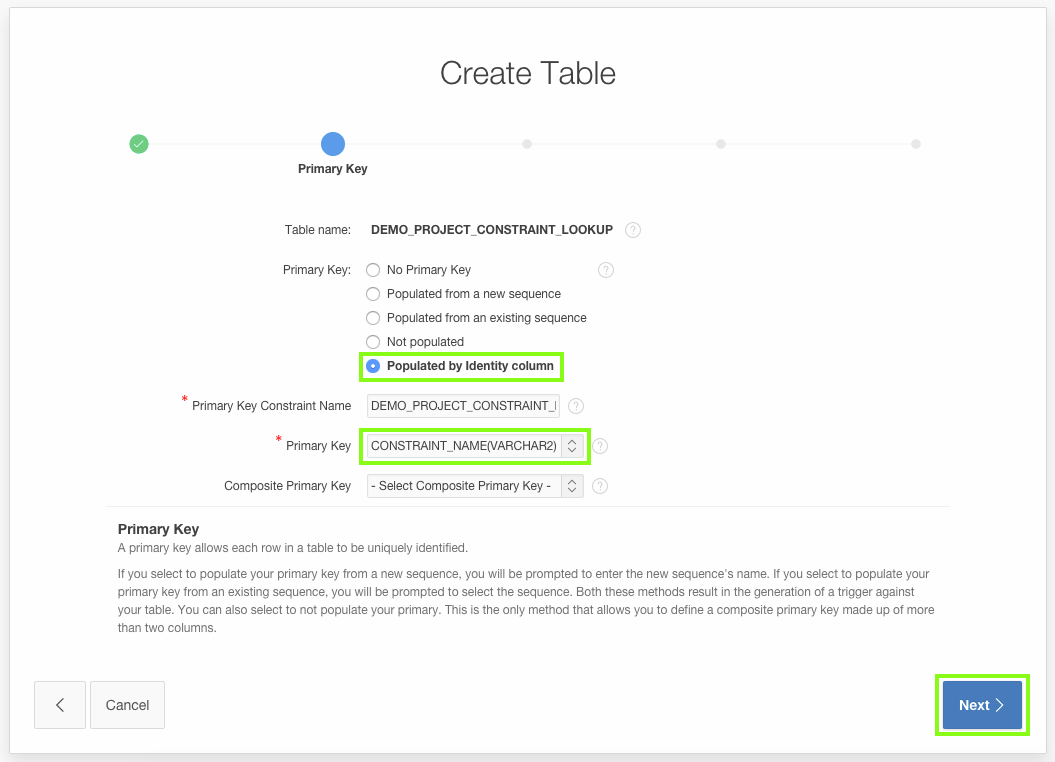 Create Table
Primary Key
Table name: DEMO_PROJECT_CONSTRAINT_LOOKUP ?
Primary Key: No Primary Key ?
Populated from a new sequence
Populated from an existing sequence
Not populated
Populated by Identity column
* Primary Key Constraint Name DEMO_PROJECT_CONSTRAINT_ ?
* Primary Key CONSTRAINT_NAME(VARCHAR2) ?
Composite Primary Key - Select Composite Primary Key - ?
Primary Key
A primary key allows each row in a table to be uniquely identified.
If you select to populate your primary key from a new sequence, you will be prompted to enter the new sequence's name. If you select to populate your
primary key from an existing sequence, you will be prompted to select the sequence. Both these methods result in the generation of a trigger against
your table. You can also select to not populate your primary. This is the only method that allows you to define a composite primary key made up of more
than two columns.
< Cancel Next >